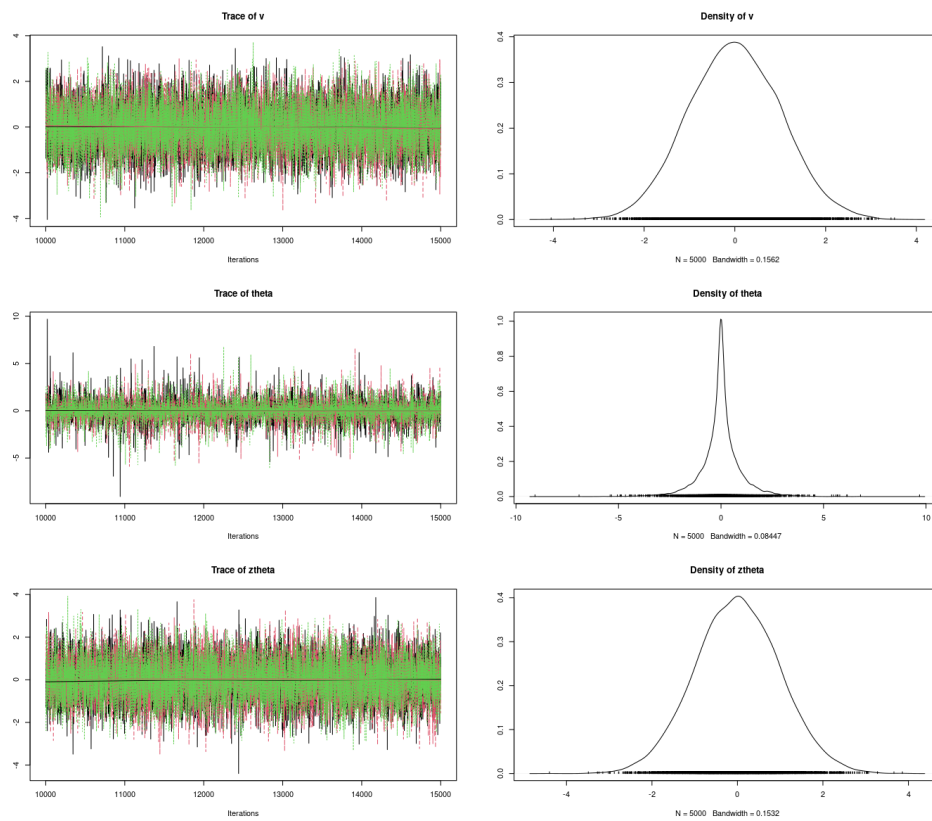 Trace of v
4
2
0
-2
-4
10000 11000 12000 13000 14000 15000
Iterations
Density of v
0.4
0.3
0.2
0.1
0.0
-4 -2 0 2 4
N = 5000 Bandwidth = 0.1562
Trace of theta
10
5
0
-5
10000 11000 12000 13000 14000 15000
Iterations
Density of theta
1.0
0.8
0.6
0.4
0.2
0.0
-10 -5 0 5 10
N = 5000 Bandwidth = 0.08447
Trace of ztheta
4
2
0
-2
-4
10000 11000 12000 13000 14000 15000
Iterations
Density of ztheta
0.4
0.3
0.2
0.1
0.0
-4 -2 0 2 4
N = 5000 Bandwidth = 0.1532